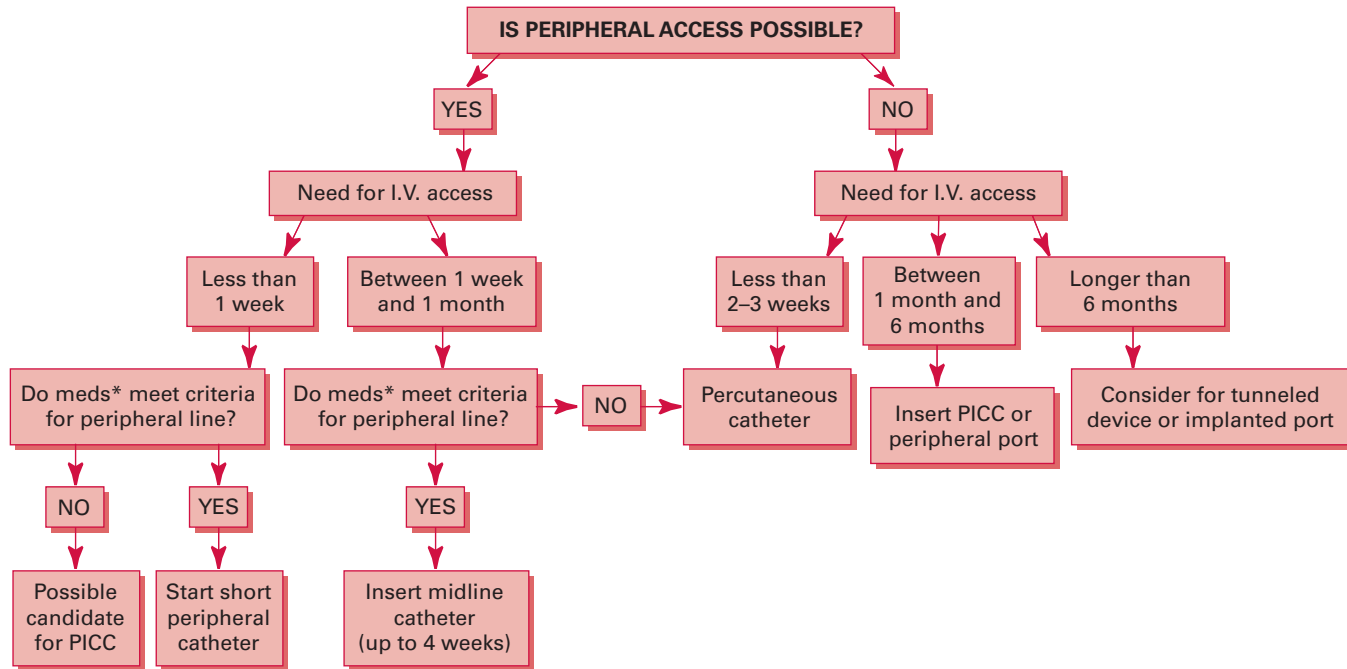 IS PERIPHERAL ACCESS POSSIBLE?
YES
NO
Need for I.V. access
Need for I.V. access
Less than
1 week
Between 1 week
and 1 month
Less than
2–3 weeks
Between
1 month and
6 months
Longer than
6 months
Do meds* meet criteria
for peripheral line?
Do meds* meet criteria
for peripheral line?
NO
Percutaneous
catheter
Insert PICC or
peripheral port
Consider for tunneled
device or implanted port
NO
YES
YES
Possible
candidate
for PICC
Start short
peripheral
catheter
Insert midline
catheter
(up to 4 weeks)